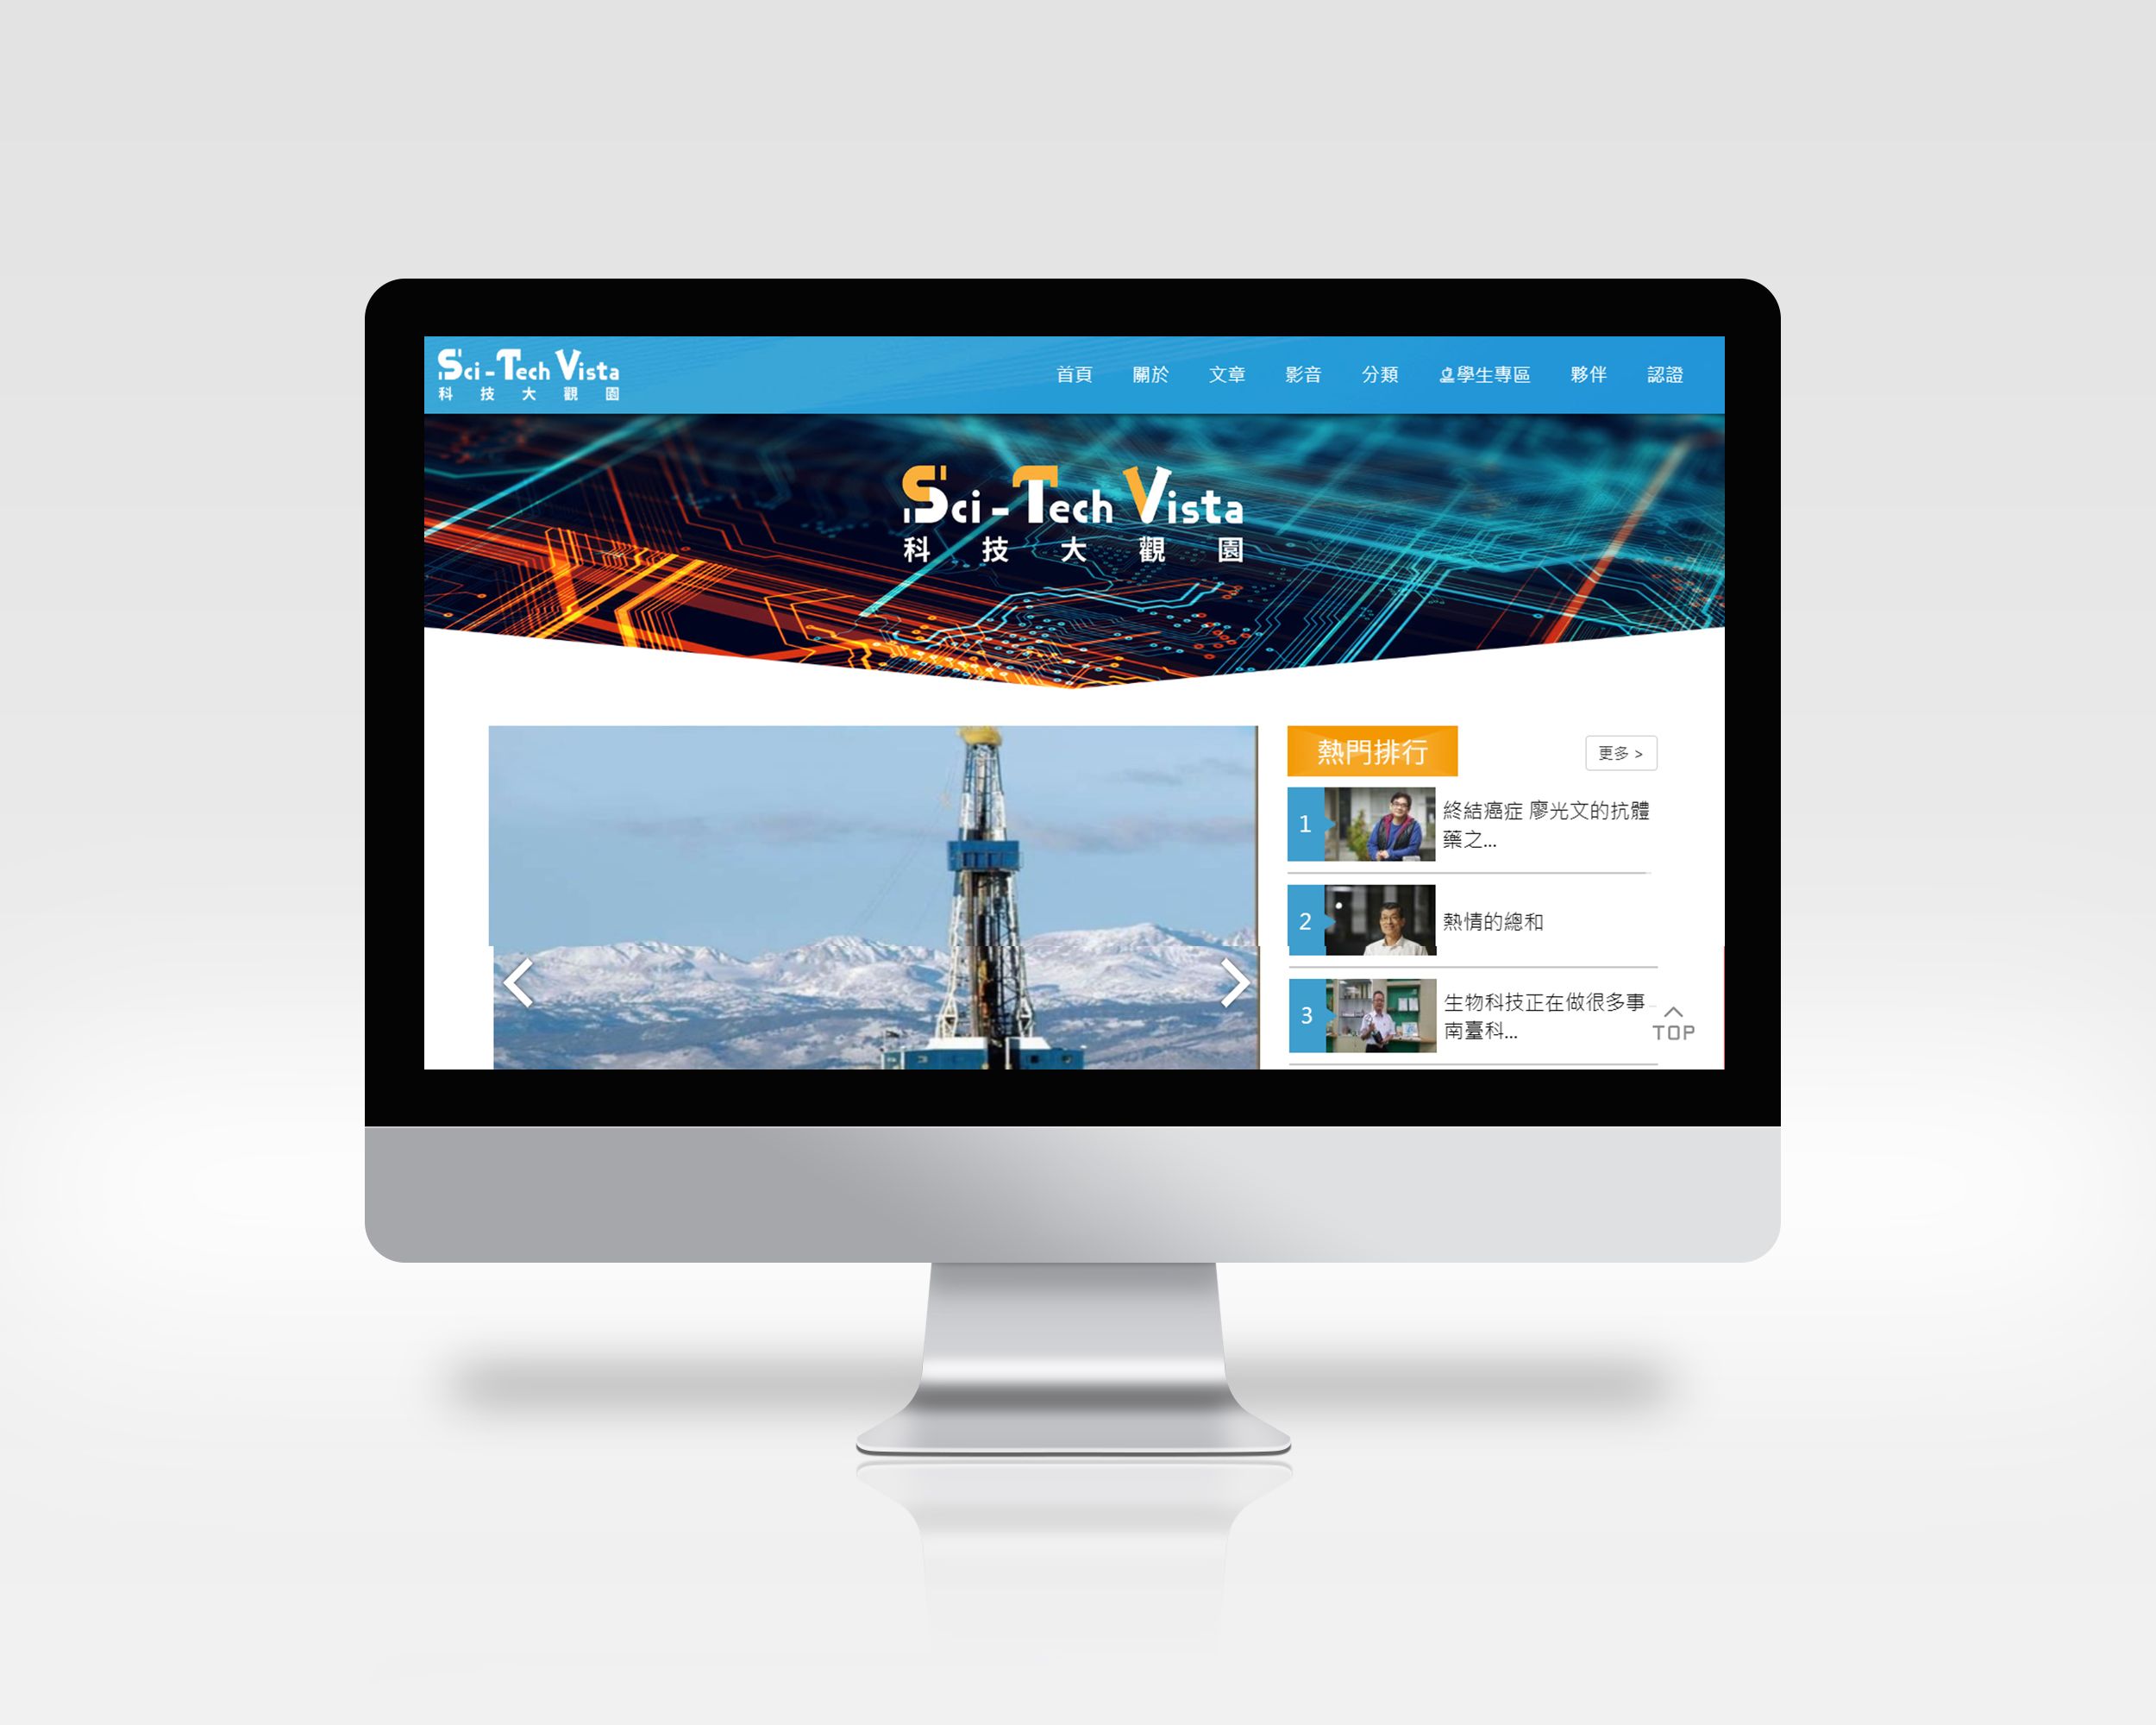 Sci-Tech Vista
科技大觀園
首頁 關於 文章 影音 分類 學生專區 夥伴 認證
Sci-Tech Vista
科技大觀園
熱門排行
更多 >
1
終結癌症 廖光文的抗體
藥之...
2
熱情的總和
3
生物科技正在做很多事
南臺科...
TOP